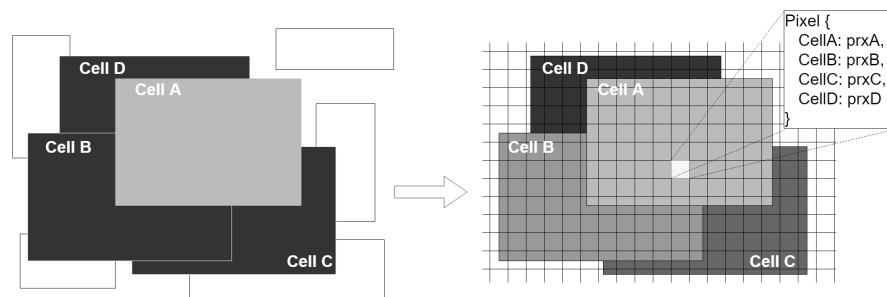 Cell D
Cell A
Cell B
Cell C
Cell D
Cell A
Cell B
Cell C
Pixel {
CellA: prxA,
CellB: prxB,
CellC: prxC,
CellD: prxD
}